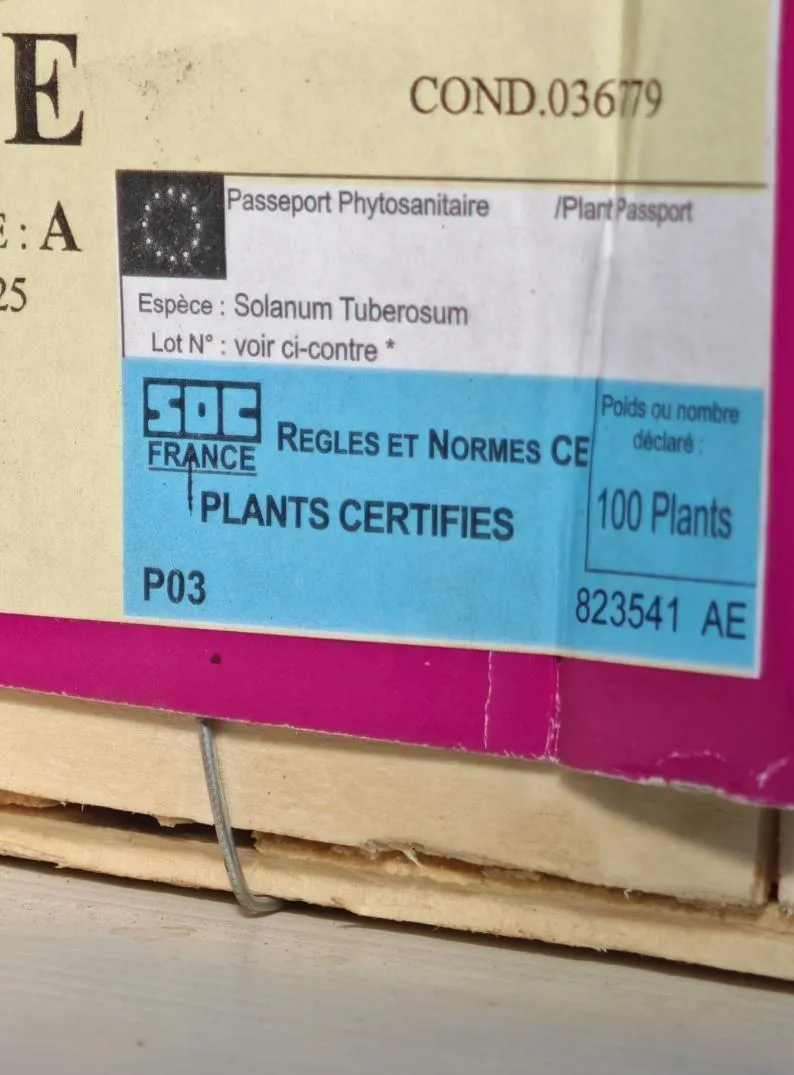 E
COND.036779
Passeport Phytosanitaire /Plant Passport
E : A
25
Espèce : Solanum Tuberosum
Lot N° : voir ci-contre *
SOC
FRANCE
REGLES ET NORMES CE
PLANTS CERTIFIES
Poids ou nombre
déclaré :
100 Plants
P03
823541 AE